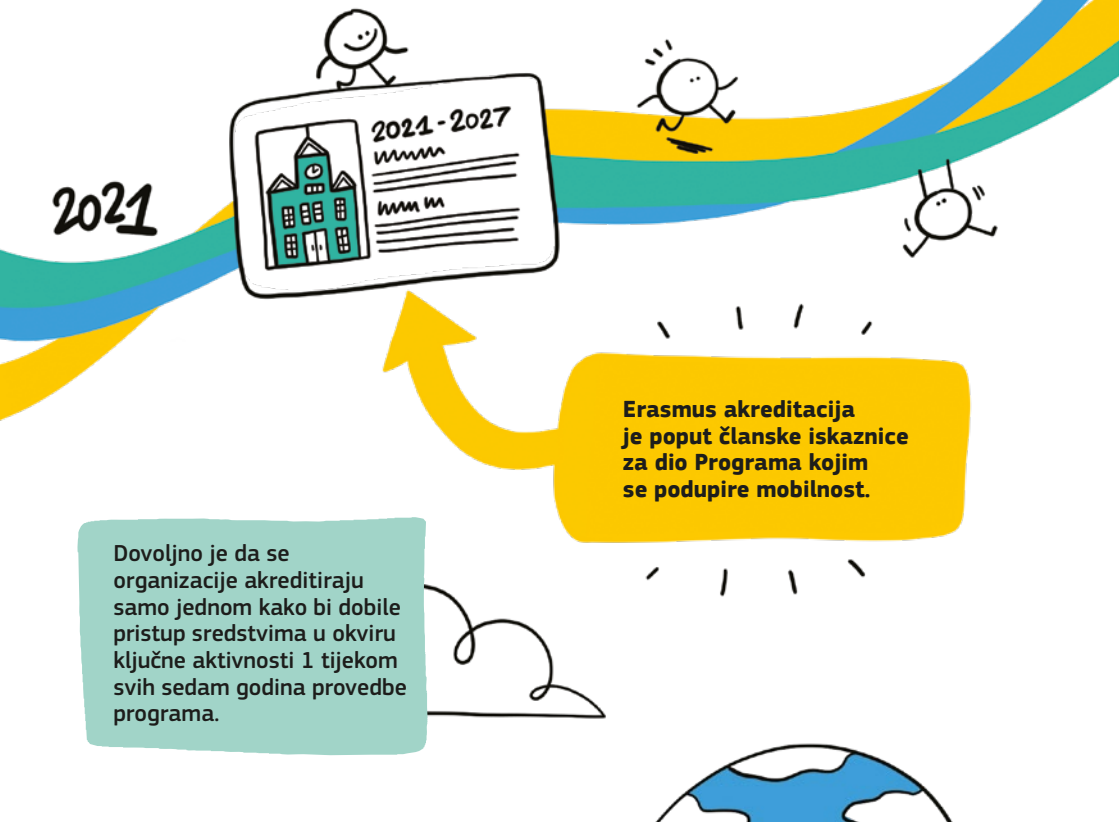 2021
2021-2027
Erasmus akreditacija
je poput članske iskaznice
za dio Programa kojim
se podupire mobilnost.
Dovoljno je da se
organizacije akreditiraju
samo jednom kako bi dobile
pristup sredstvima u okviru
ključne aktivnosti 1 tijekom
svih sedam godina provedbe
programa.